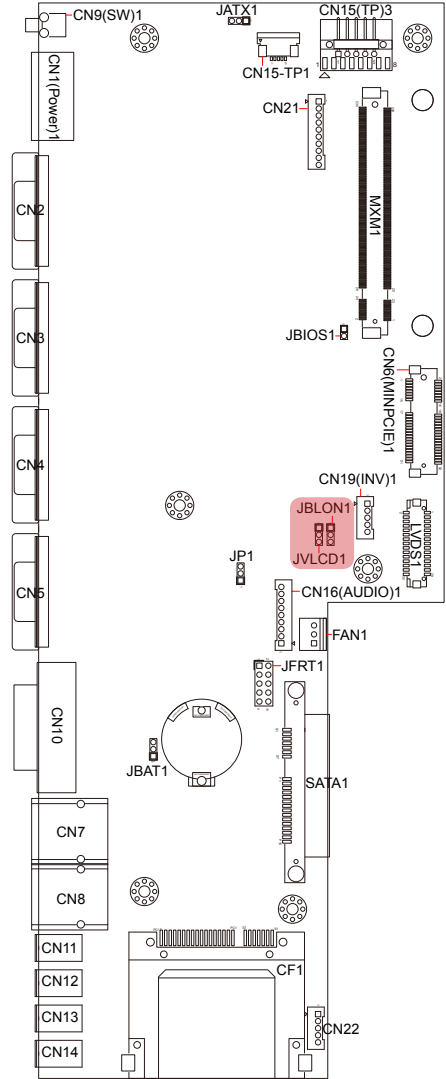 CN9(SW)1
JATX1
CN15(TP)3
CN15-TP1
1
8
CN1(Power)1
CN21
CN2
MXM1
CN3
JBIOS1
CN6(MINPCIE)1
CN4
CN19(INV)1
JBLON1
LVDS1
JVLCD1
JP1
CN5
CN16(AUDIO)1
FAN1
JFRT1
CN10
JBAT1
SATA1
CN7
CN8
CN11
CF1
CN12
CN13
CN22
CN14